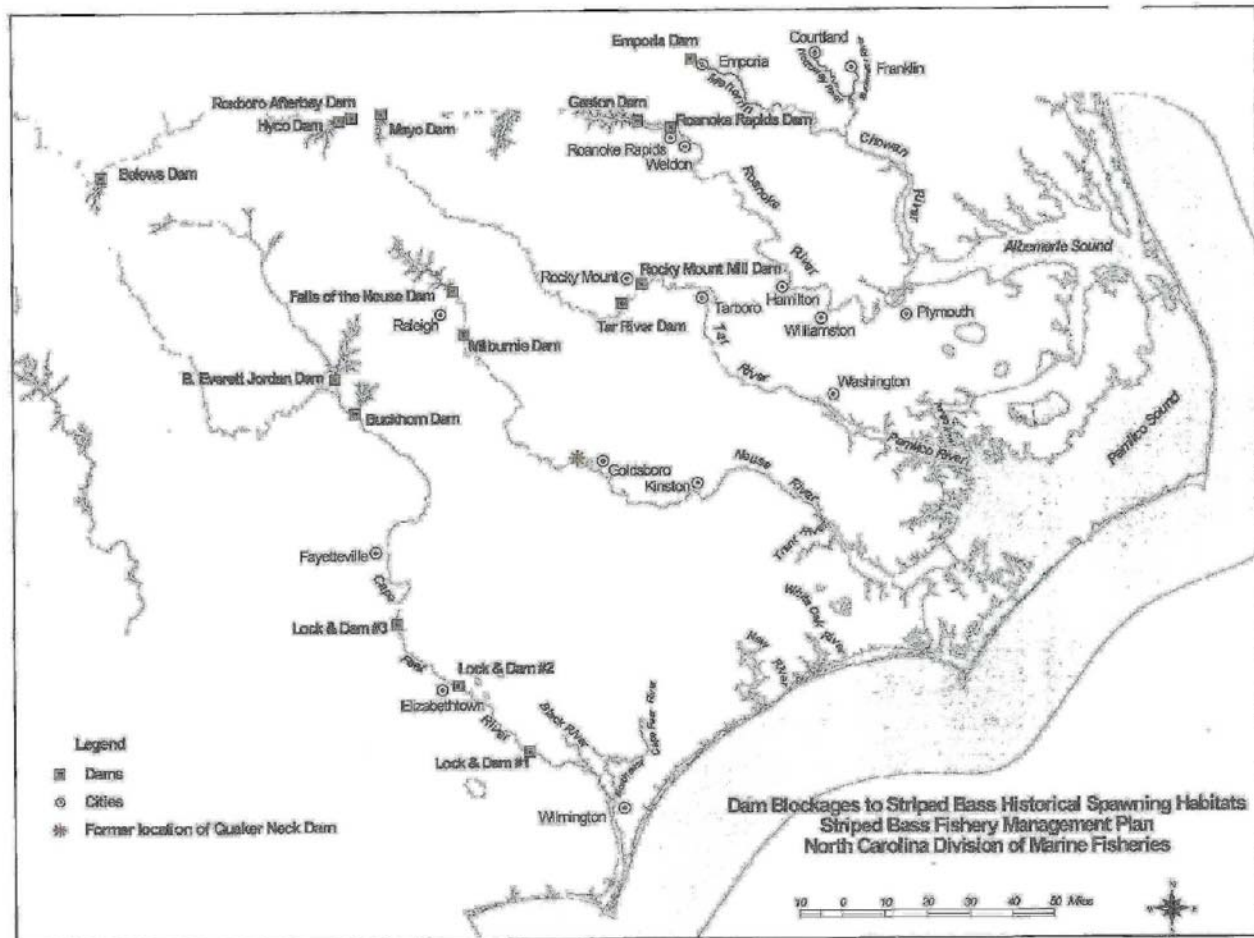 Courtland
Emporia Dam
Emporia
Franklin
Nottoway River
Meherrin
Roxboro Afterbay Dam
Gaston Dam
Hyco Dam
Mayo Dam
Roanoke Rapids Dam
Roanoke Rapids
Weldon
Chowan
River
Belews Dam
Roanoke
River
Albemarle Sound
Rocky Mount
Rocky Mount Mill Dam
Falls of the Neuse Dam
Hamilton
Tarboro
Raleigh
Tar River Dam
Williamston
Plymouth
Milburnie Dam
Tar
River
B. Everett Jordan Dam
Washington
Buckhorn Dam
Pamlico River
Pamlico Sound
Goldsboro
Neuse
River
Kinston
Trent River
Fayetteville
Cape
White Oak River
Lock & Dam #3
New
River
Fear
Lock & Dam #2
Elizabethtown
River
Black River
Cape Fear River
Legend
Dams
Lock & Dam #1
Northeast
Cities
Wilmington
Former location of Quaker Neck Dam
Dam Blockages to Striped Bass Historical Spawning Habitats
Striped Bass Fishery Management Plan
North Carolina Division of Marine Fisheries
10 0 10 20 30 40 50 Miles